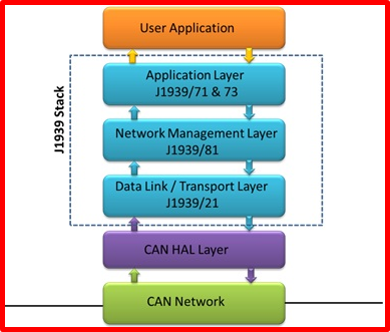 User Application
J1939 Stack
Application Layer
J1939/71 & 73
Network Management Layer
J1939/81
Data Link / Transport Layer
J1939/21
CAN HAL Layer
CAN Network